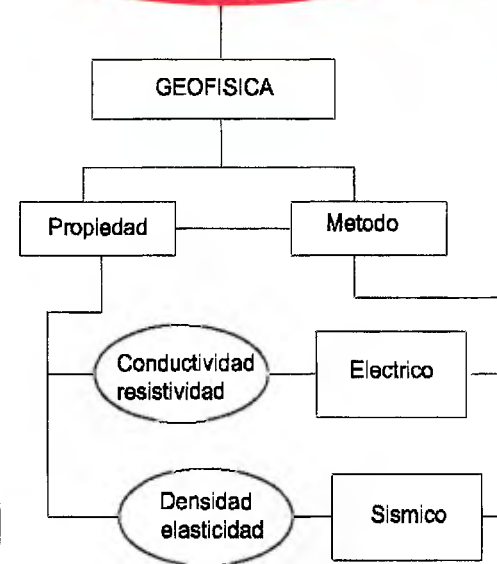 GEOFISICA
Propiedad
Metodo
Conductividad
resistividad
Electrico
Densidad
elasticidad
Sismico